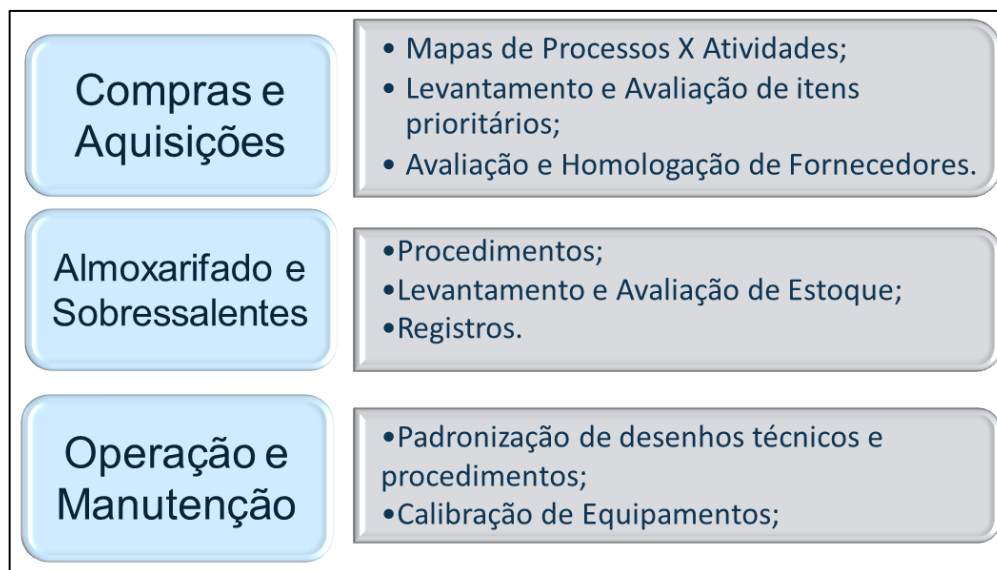 Compras e
Aquisições
• Mapas de Processos X Atividades;
• Levantamento e Avaliação de itens
prioritários;
• Avaliação e Homologação de Fornecedores.
Almoxarifado e
Sobressalentes
•Procedimentos;
•Levantamento e Avaliação de Estoque;
•Registros.
Operação e
Manutenção
•Padronização de desenhos técnicos e
procedimentos;
•Calibração de Equipamentos;